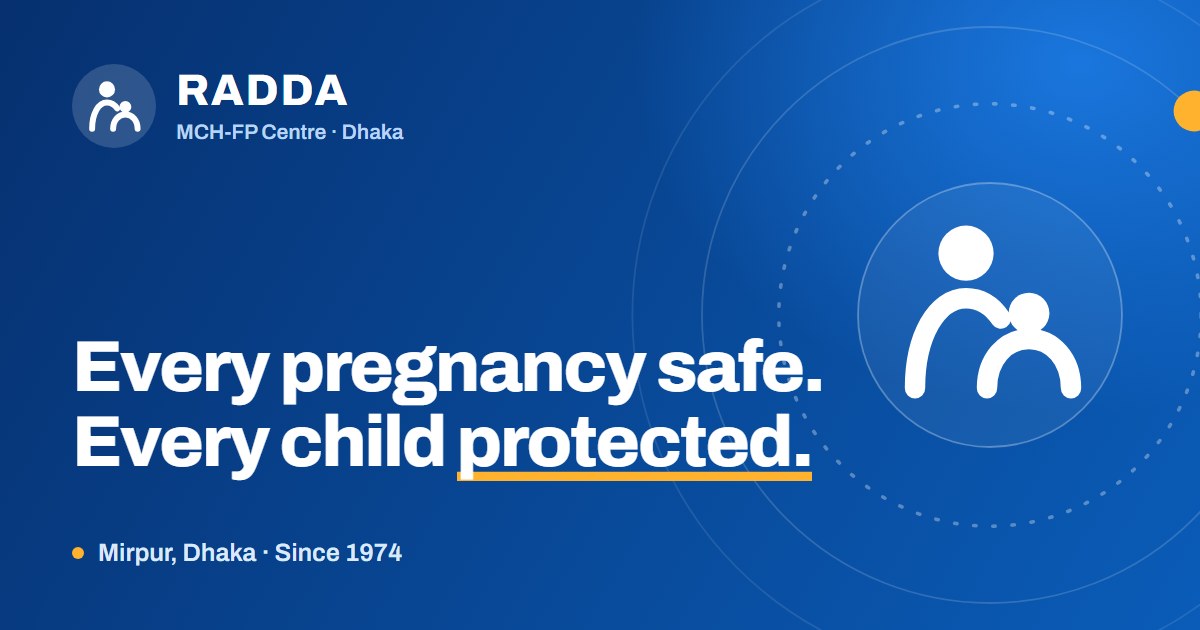 RADDA
MCH-FP Centre · Dhaka
Every pregnancy safe.
Every child protected.
Mirpur, Dhaka · Since 1974